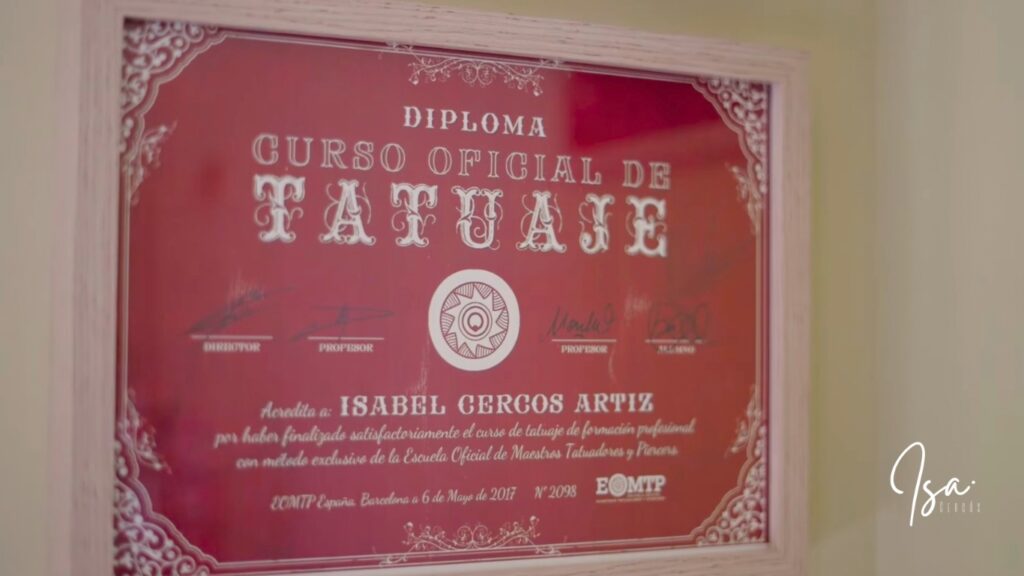 DIPLOMA
CURSO OFICIAL DE
TATUAJE
DIRECTOR PROFESOR PROFESOR ALUMNO
Acredita a: ISABEL CERCOS ARTIZ
por haber finalizado satisfactoriamente el curso de tatuaje de formación profesional
con método exclusivo de la Escuela Oficial de Maestros Tatuadores y Piercers.
EOMTP España, Barcelona a 6 de Mayo de 2017 Nº 2098 EOMTP
Isa.
CERCÓS